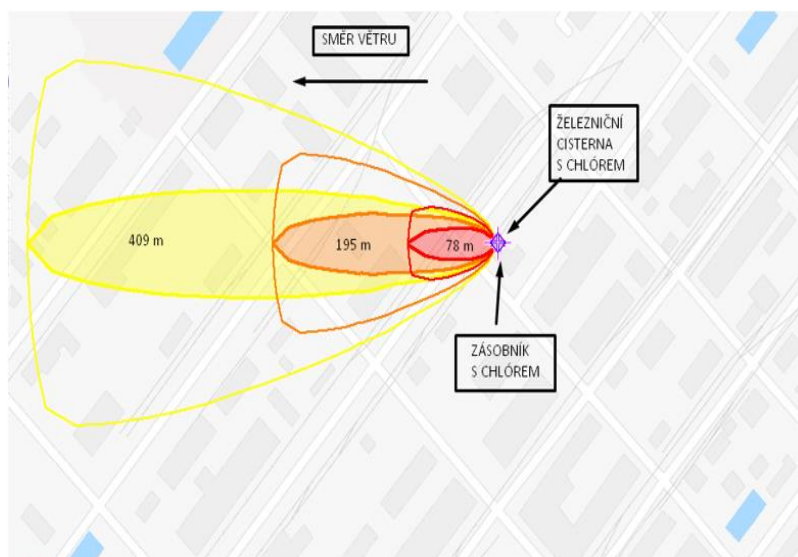 SMĚR VĚTRU
ŽELEZNIČNÍ
CISTERNA
S CHLÓREM
409 m
195 m
78 m
ZÁSOBNÍK
S CHLÓREM